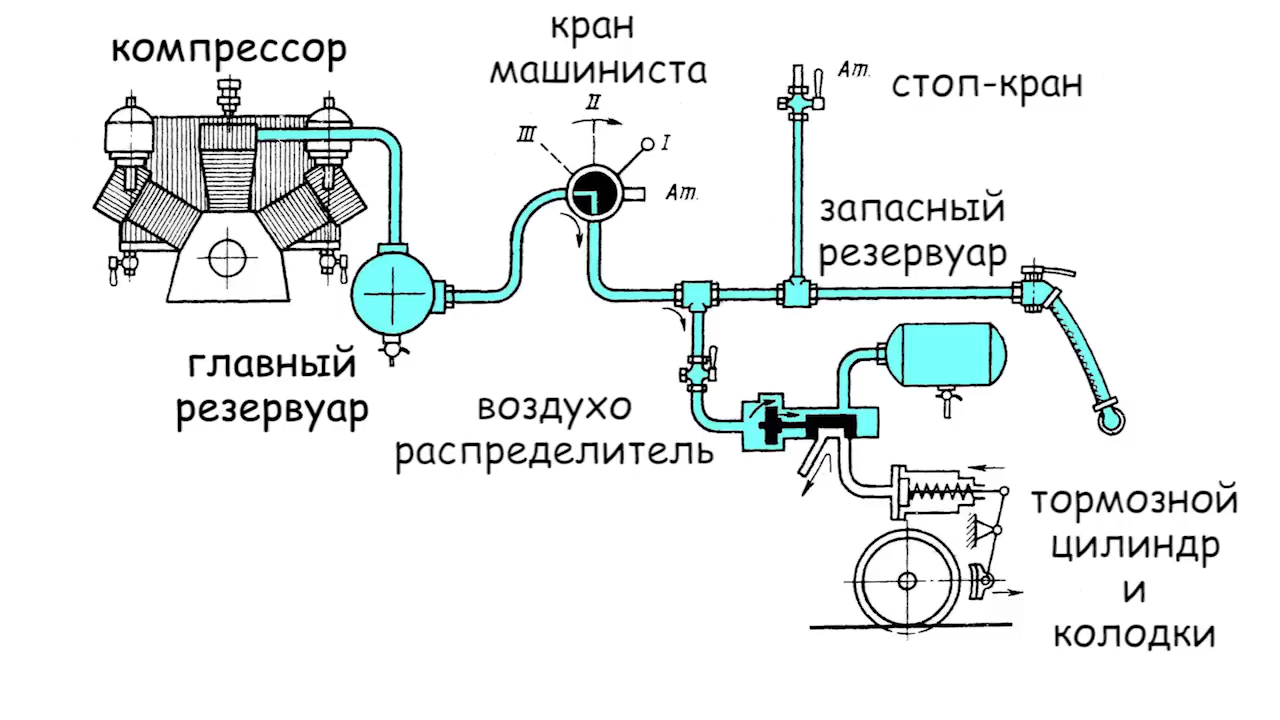 компрессор
кран
машиниста
II
III
I
Ат.
Ат.
стоп-кран
запасный
резервуар
главный
резервуар
воздухо
распределитель
тормозной
цилиндр
и
колодки